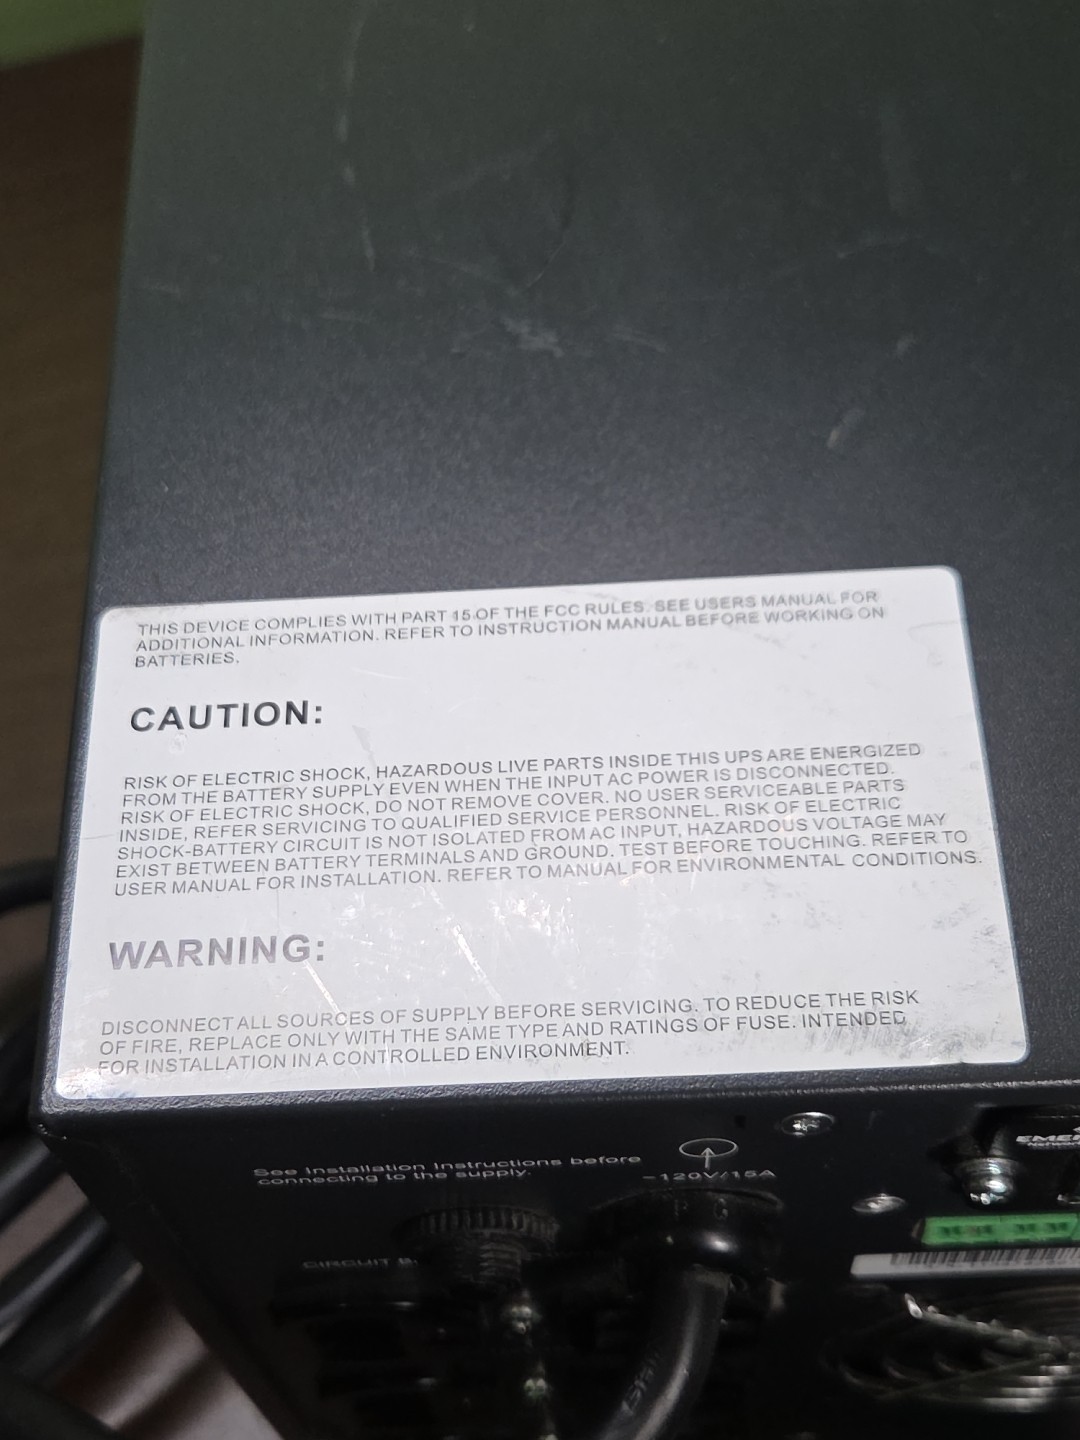 THIS DEVICE COMPLIES WITH PART 15 OF THE FCC RULES. SEE USERS MANUAL FOR
ADDITIONAL INFORMATION. REFER TO INSTRUCTION MANUAL BEFORE WORKING ON
BATTERIES.
CAUTION:
RISK OF ELECTRIC SHOCK, HAZARDOUS LIVE PARTS INSIDE THIS UPS ARE ENERGIZED
FROM THE BATTERY SUPPLY EVEN WHEN THE INPUT AC POWER IS DISCONNECTED.
RISK OF ELECTRIC SHOCK, DO NOT REMOVE COVER. NO USER SERVICEABLE PARTS
INSIDE, REFER SERVICING TO QUALIFIED SERVICE PERSONNEL. RISK OF ELECTRIC
SHOCK-BATTERY CIRCUIT IS NOT ISOLATED FROM AC INPUT, HAZARDOUS VOLTAGE MAY
EXIST BETWEEN BATTERY TERMINALS AND GROUND. TEST BEFORE TOUCHING. REFER TO
USER MANUAL FOR INSTALLATION. REFER TO MANUAL FOR ENVIRONMENTAL CONDITIONS.
WARNING:
DISCONNECT ALL SOURCES OF SUPPLY BEFORE SERVICING. TO REDUCE THE RISK
OF FIRE, REPLACE ONLY WITH THE SAME TYPE AND RATINGS OF FUSE. INTENDED
FOR INSTALLATION IN A CONTROLLED ENVIRONMENT.
See Installation Instructions before
connecting to the supply.
~120V/15A
CIRCUIT